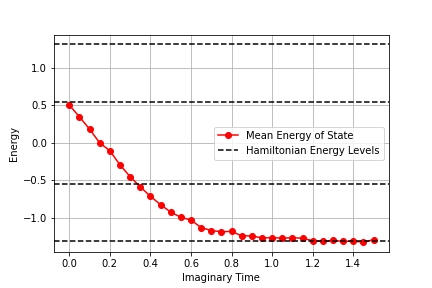 1.0
0.5
0.0
−0.5
−1.0
Energy
Mean Energy of State
Hamiltonian Energy Levels
0.0 0.2 0.4 0.6 0.8 1.0 1.2 1.4
Imaginary Time